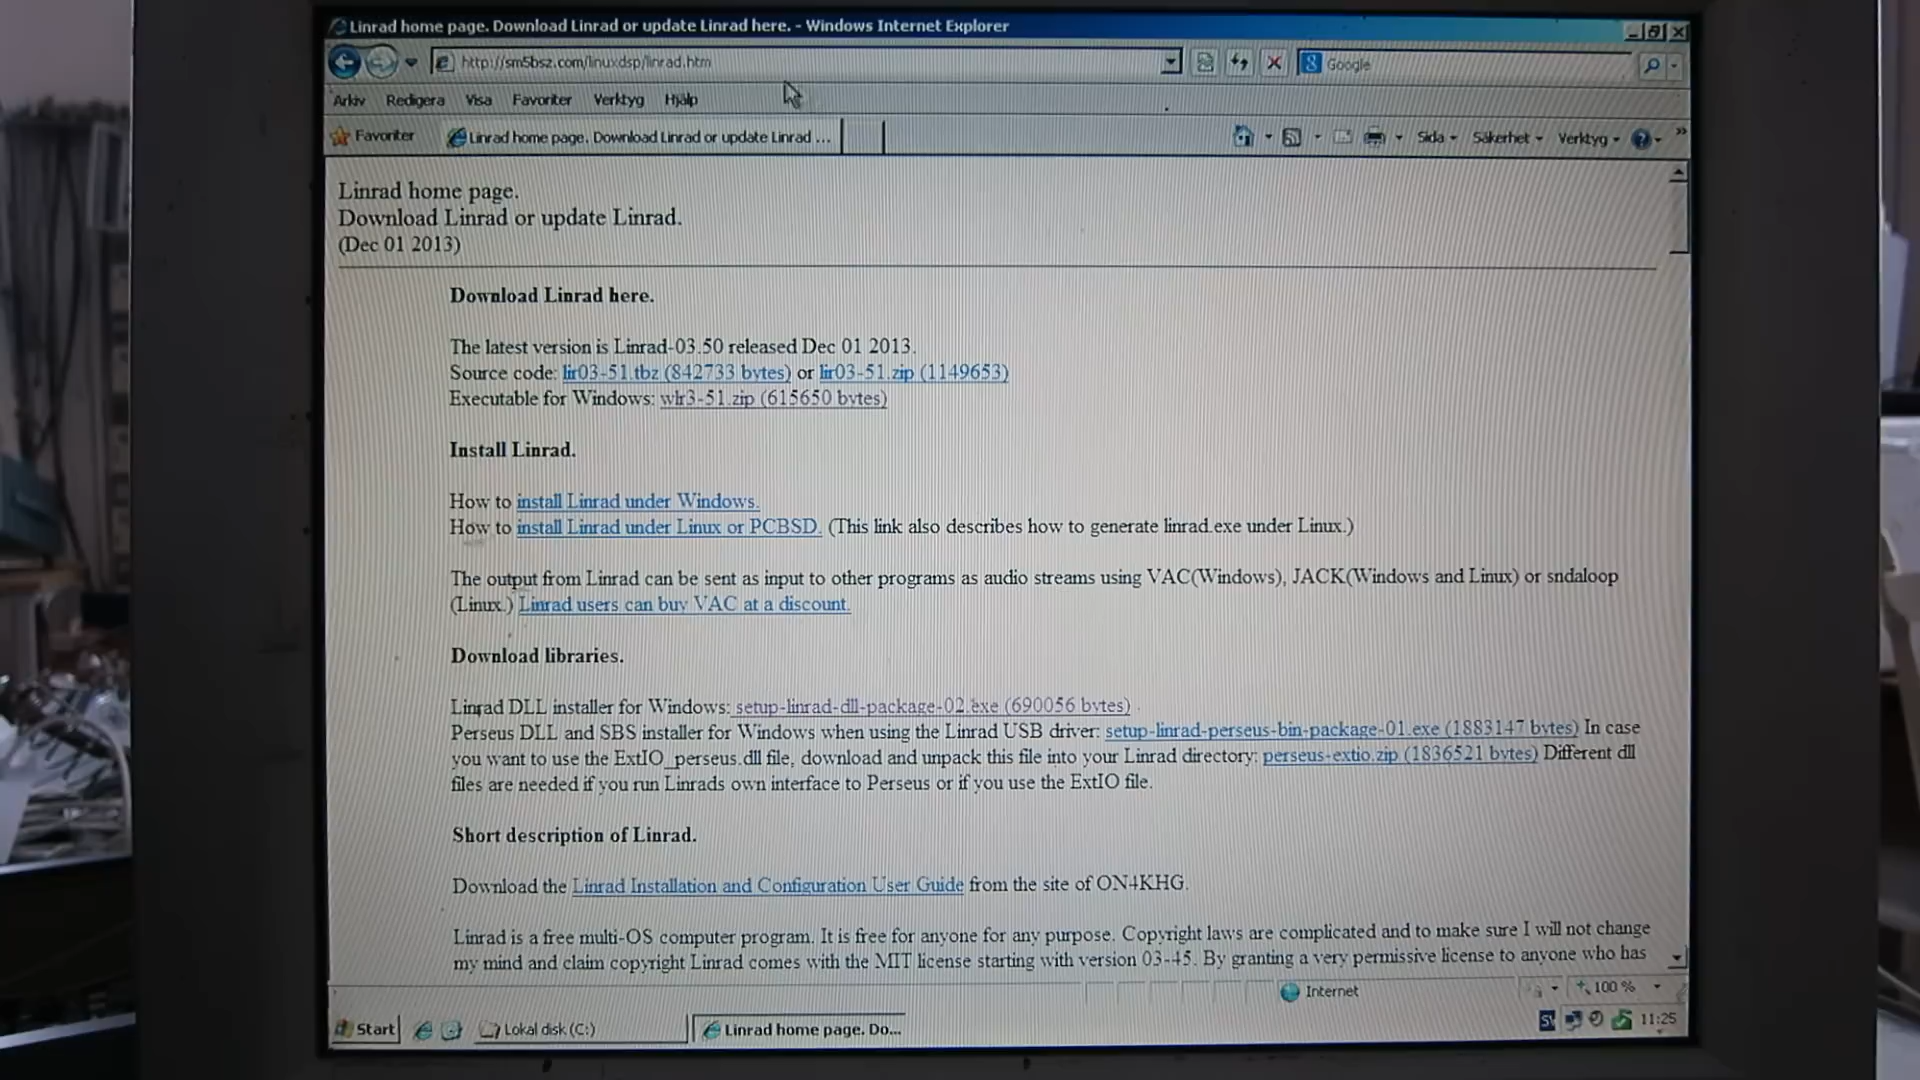 Linrad home page. Download Linrad or update Linrad here. - Windows Internet Explorer
http://sm5bsz.com/linuxdsp/linrad.htm
Google
Arkiv Redigera Visa Favoriter Verktyg Hjälp
Favoriter Linrad home page. Download Linrad or update Linrad ... Sida Säkerhet Verktyg
Linrad home page.
Download Linrad or update Linrad.
(Dec 01 2013)
Download Linrad here.
The latest version is Linrad-03.50 released Dec 01 2013.
Source code: lir03-51.tbz (842733 bytes) or lir03-51.zip (1149653)
Executable for Windows: wlr3-51.zip (615650 bytes)
Install Linrad.
How to install Linrad under Windows.
How to install Linrad under Linux or PCBSD. (This link also describes how to generate linrad.exe under Linux.)
The output from Linrad can be sent as input to other programs as audio streams using VAC(Windows), JACK(Windows and Linux) or sndaloop
(Linux.) Linrad users can buy VAC at a discount.
Download libraries.
Linrad DLL installer for Windows: setup-linrad-dll-package-02.exe (690056 bytes)
Perseus DLL and SBS installer for Windows when using the Linrad USB driver: setup-linrad-perseus-bin-package-01.exe (1883147 bytes) In case
you want to use the ExtIO_perseus.dll file, download and unpack this file into your Linrad directory: perseus-extio.zip (1836521 bytes) Different dll
files are needed if you run Linrads own interface to Perseus or if you use the ExtIO file.
Short description of Linrad.
Download the Linrad Installation and Configuration User Guide from the site of ON4KHG.
Linrad is a free multi-OS computer program. It is free for anyone for any purpose. Copyright laws are complicated and to make sure I will not change
my mind and claim copyright Linrad comes with the MIT license starting with version 03-45. By granting a very permissive license to anyone who has
Internet 100 %
Start Lokal disk (C:) Linrad home page. Do... SV 11:25